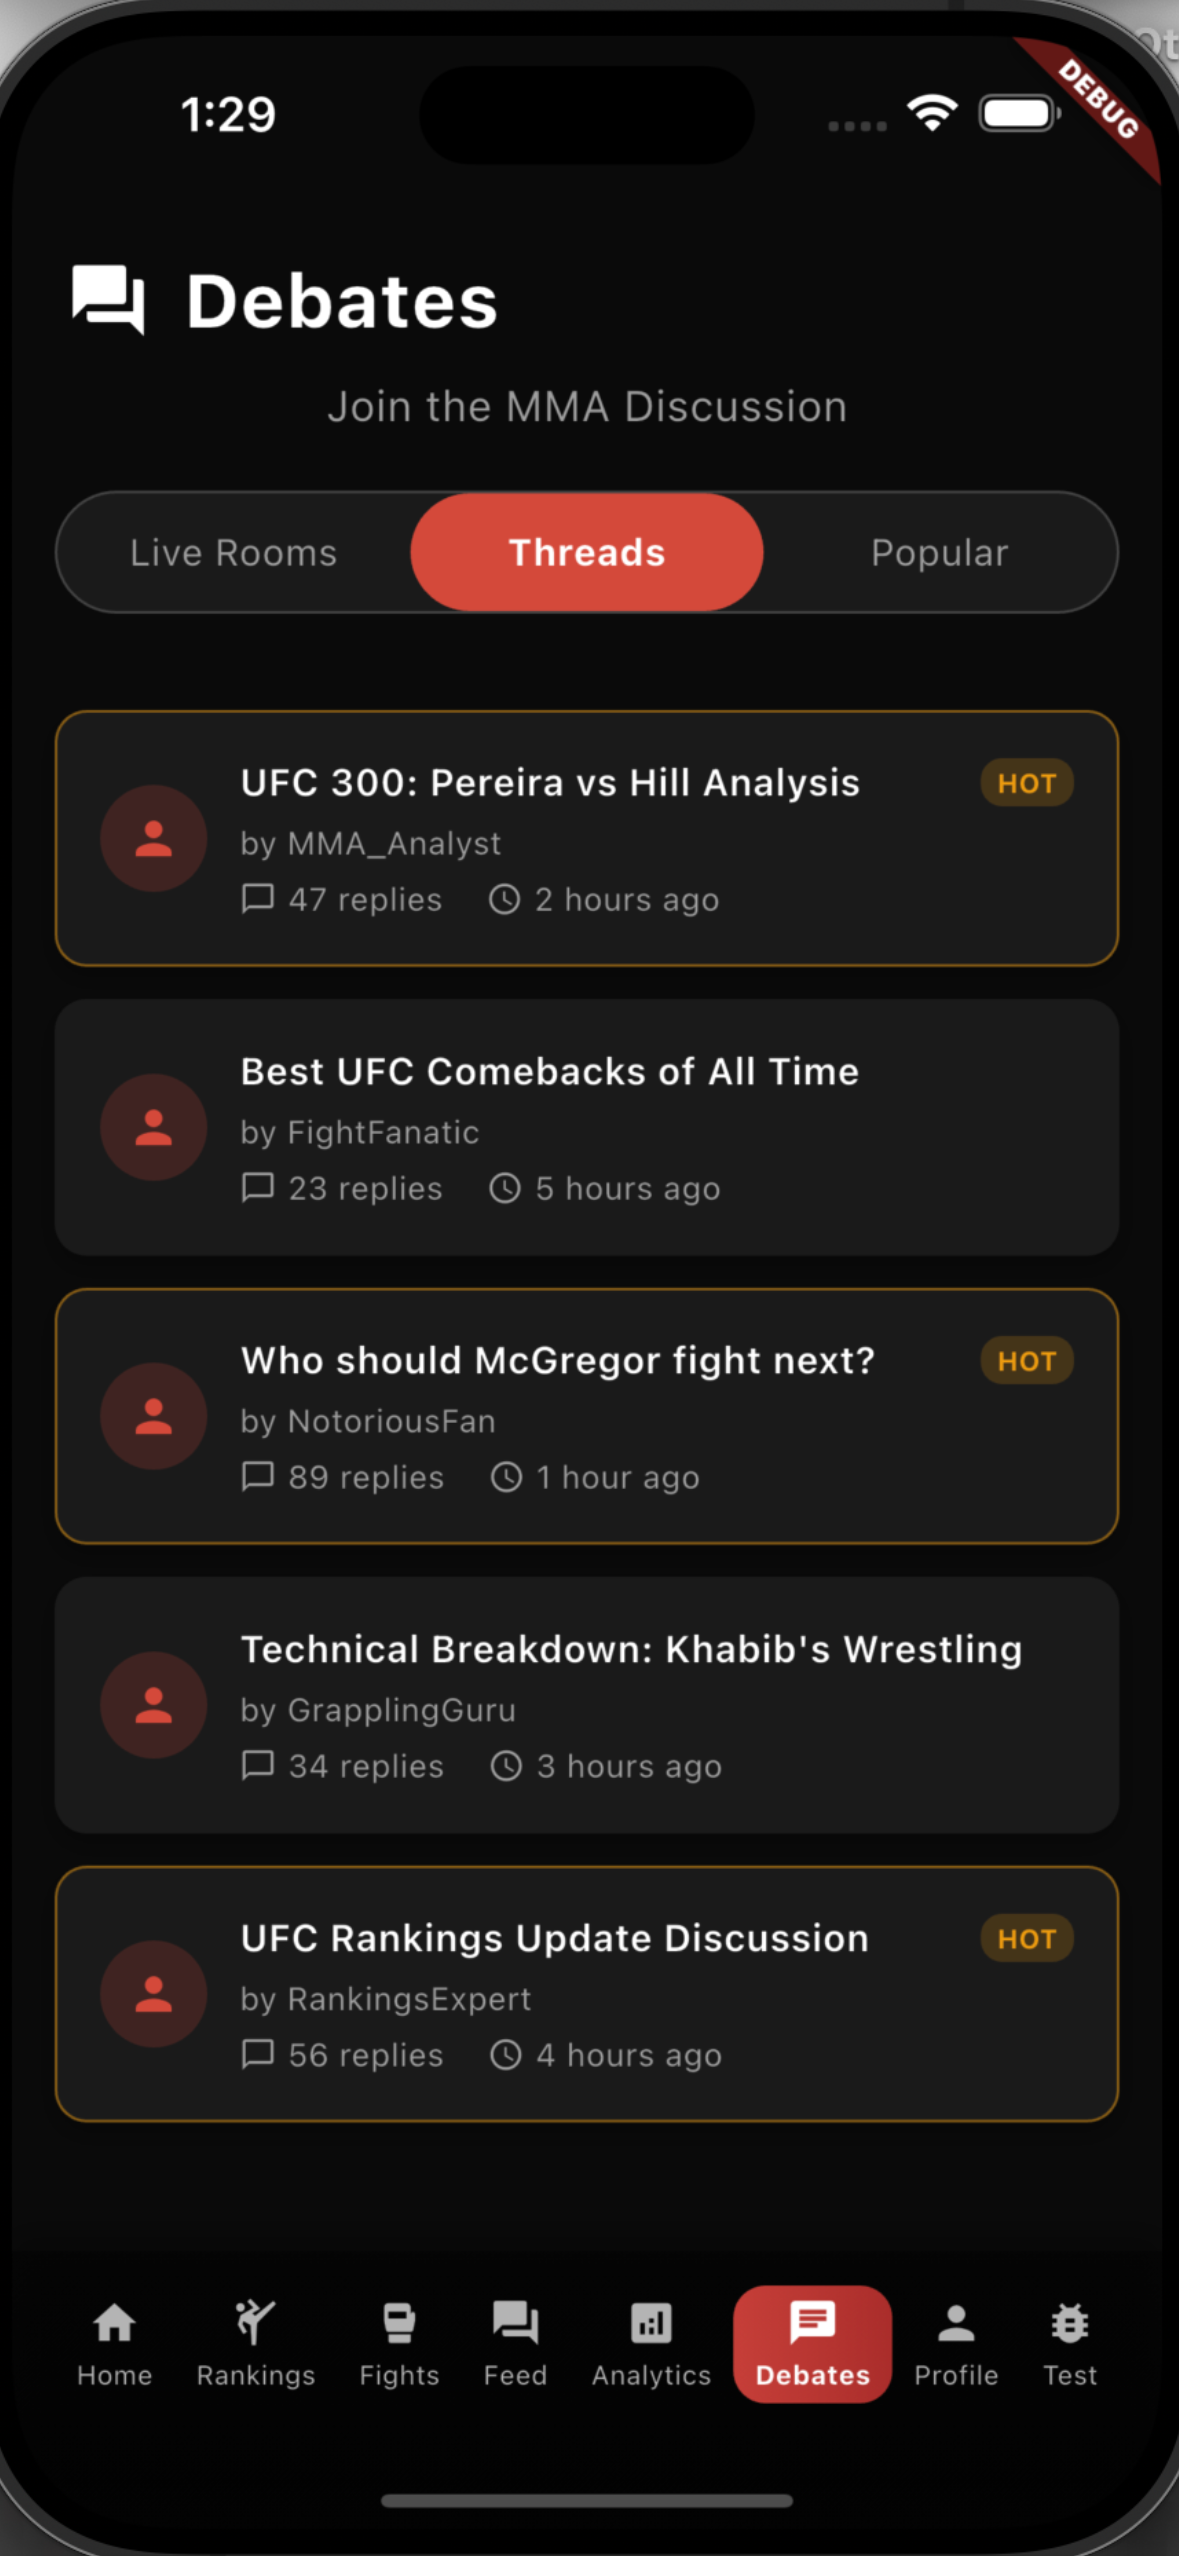 1:29
DEBUG
Debates
Join the MMA Discussion
Live Rooms
Threads
Popular
UFC 300: Pereira vs Hill Analysis
HOT
by MMA_Analyst
47 replies
2 hours ago
Best UFC Comebacks of All Time
by FightFanatic
23 replies
5 hours ago
Who should McGregor fight next?
HOT
by NotoriousFan
89 replies
1 hour ago
Technical Breakdown: Khabib's Wrestling
by GrapplingGuru
34 replies
3 hours ago
UFC Rankings Update Discussion
HOT
by RankingsExpert
56 replies
4 hours ago
Home
Rankings
Fights
Feed
Analytics
Debates
Profile
Test